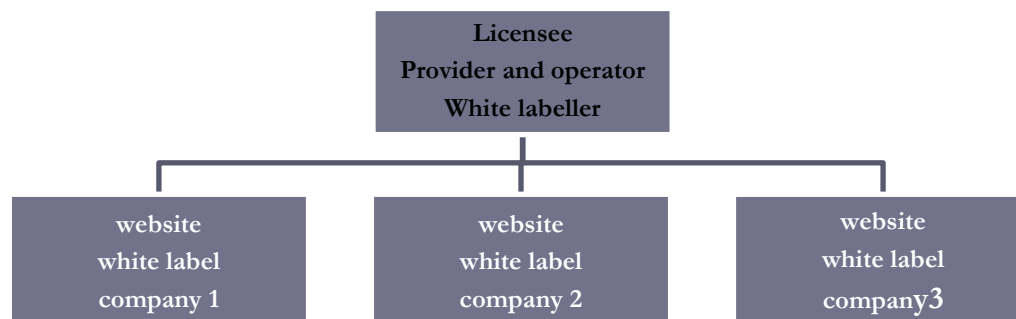 Licensee
Provider and operator
White labeller
website
white label
company 1
website
white label
company 2
website
white label
company3